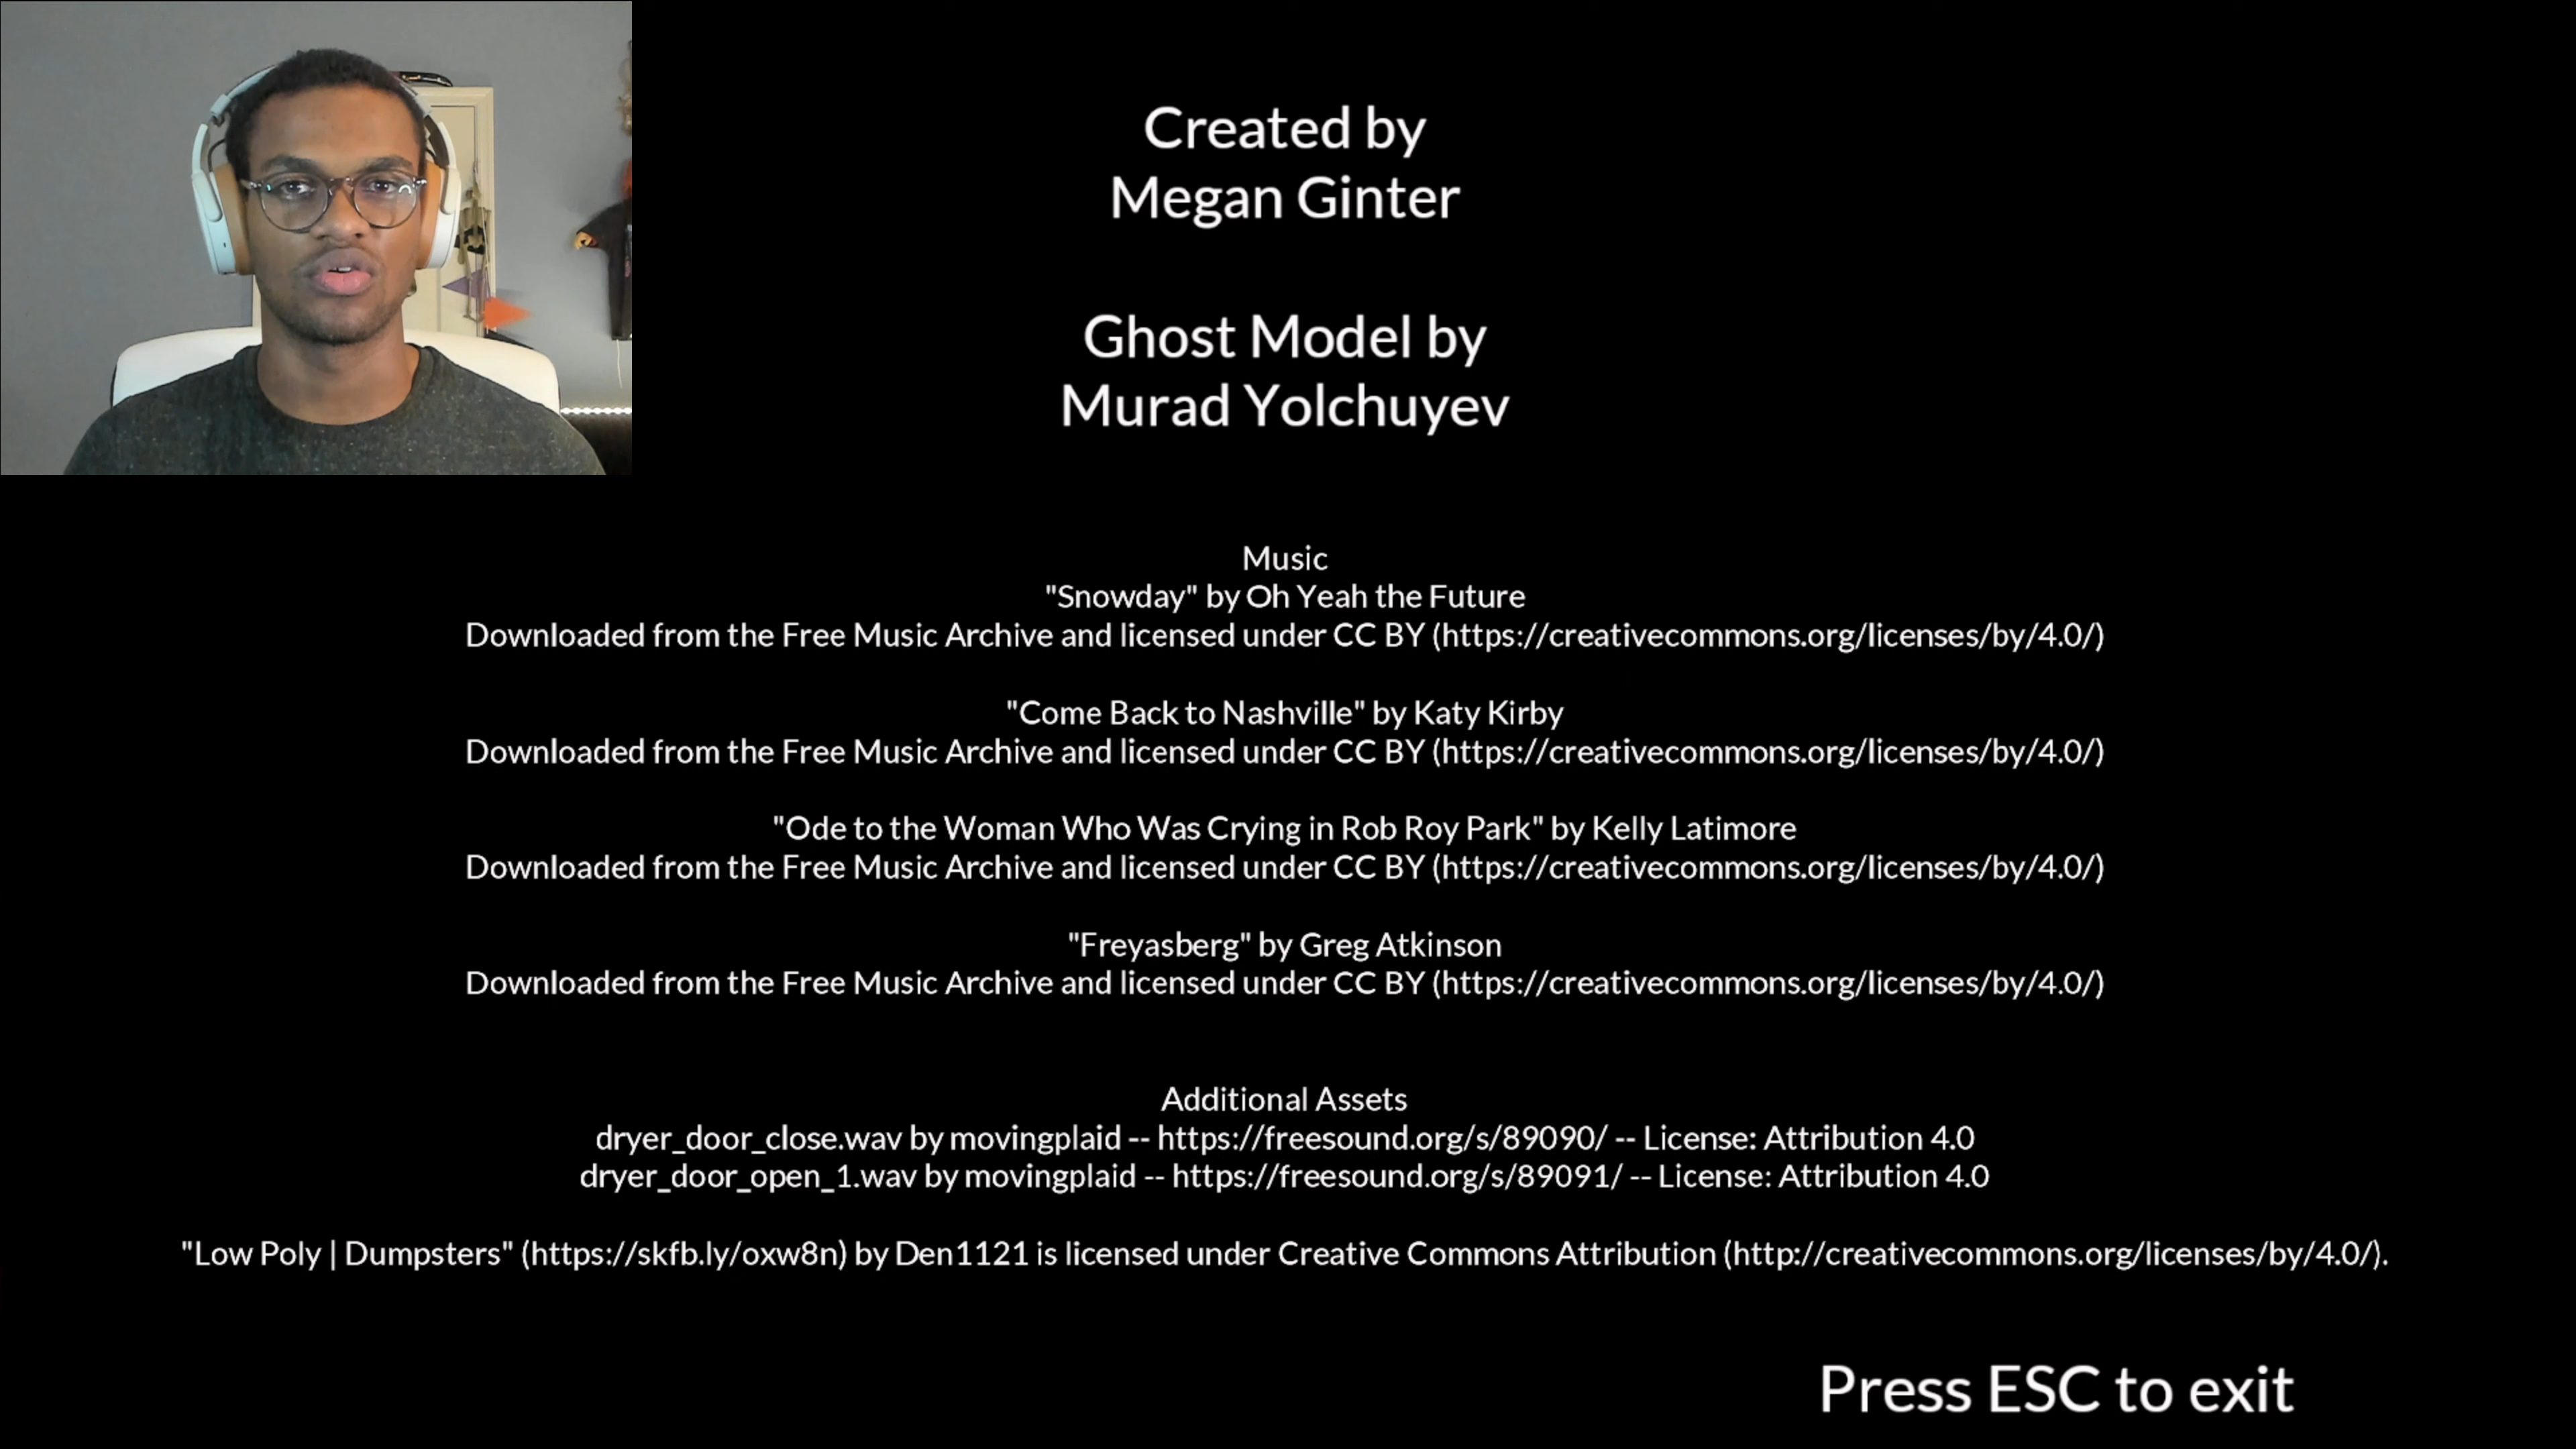 Created by
Megan Ginter
Ghost Model by
Murad Yolchuyev
Music
"Snowday" by Oh Yeah the Future
Downloaded from the Free Music Archive and licensed under CC BY (https://creativecommons.org/licenses/by/4.0/)
"Come Back to Nashville" by Katy Kirby
Downloaded from the Free Music Archive and licensed under CC BY (https://creativecommons.org/licenses/by/4.0/)
"Ode to the Woman Who Was Crying in Rob Roy Park" by Kelly Latimore
Downloaded from the Free Music Archive and licensed under CC BY (https://creativecommons.org/licenses/by/4.0/)
"Freyasberg" by Greg Atkinson
Downloaded from the Free Music Archive and licensed under CC BY (https://creativecommons.org/licenses/by/4.0/)
Additional Assets
dryer_door_close.wav by movingplaid -- https://freesound.org/s/89090/ -- License: Attribution 4.0
dryer_door_open_1.wav by movingplaid -- https://freesound.org/s/89091/ -- License: Attribution 4.0
"Low Poly | Dumpsters" (https://skfb.ly/oxw8n) by Den1121 is licensed under Creative Commons Attribution (http://creativecommons.org/licenses/by/4.0/).
Press ESC to exit